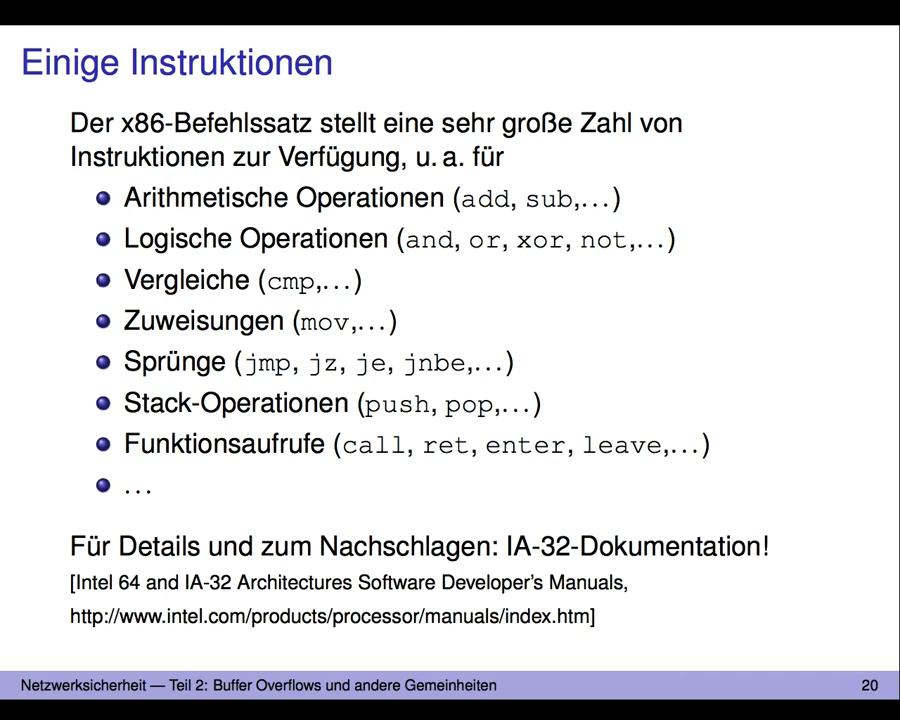 Einige Instruktionen
Der x86-Befehlssatz stellt eine sehr große Zahl von
Instruktionen zur Verfügung, u. a. für
Arithmetische Operationen (add, sub,...)
Logische Operationen (and, or, xor, not,...)
Vergleiche (cmp,...)
Zuweisungen (mov,...)
Sprünge (jmp, jz, je, jnbe,...)
Stack-Operationen (push, pop,...)
Funktionsaufrufe (call, ret, enter, leave,...)
...
Für Details und zum Nachschlagen: IA-32-Dokumentation!
[Intel 64 and IA-32 Architectures Software Developer's Manuals,
http://www.intel.com/products/processor/manuals/index.htm]
Netzwerksicherheit — Teil 2: Buffer Overflows und andere Gemeinheiten 20